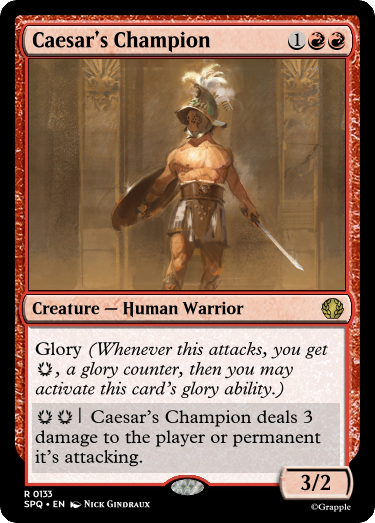 Caesar's Champion 1
Creature — Human Warrior
Glory (Whenever this attacks, you get
, a glory counter, then you may
activate this card's glory ability.)
| Caesar's Champion deals 3
damage to the player or permanent
it's attacking.
3/2
R 0133
SPQ • EN Nick Gindraux
©Grapple